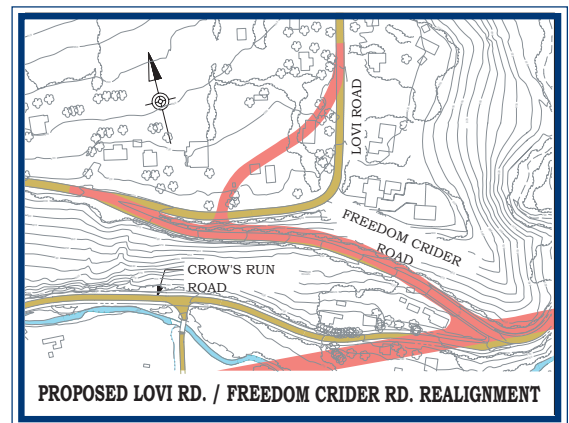 LOVI ROAD
FREEDOM CRIDER
ROAD
CROW'S RUN
ROAD
PROPOSED LOVI RD. / FREEDOM CRIDER RD. REALIGNMENT